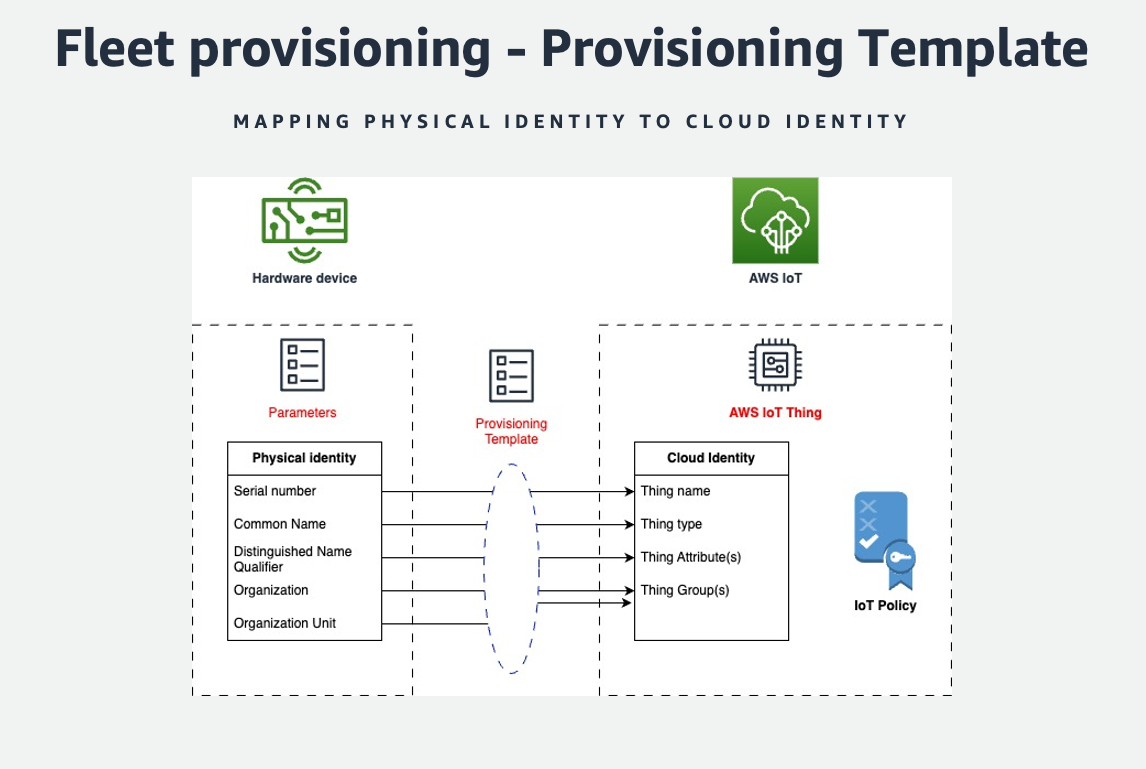 Fleet provisioning - Provisioning Template
MAPPING PHYSICAL IDENTITY TO CLOUD IDENTITY
Hardware device
AWS IoT
Parameters
Provisioning
Template
AWS IoT Thing
Physical identity
Serial number
Common Name
Distinguished Name
Qualifier
Organization
Organization Unit
Cloud Identity
Thing name
Thing type
Thing Attribute(s)
Thing Group(s)
IoT Policy